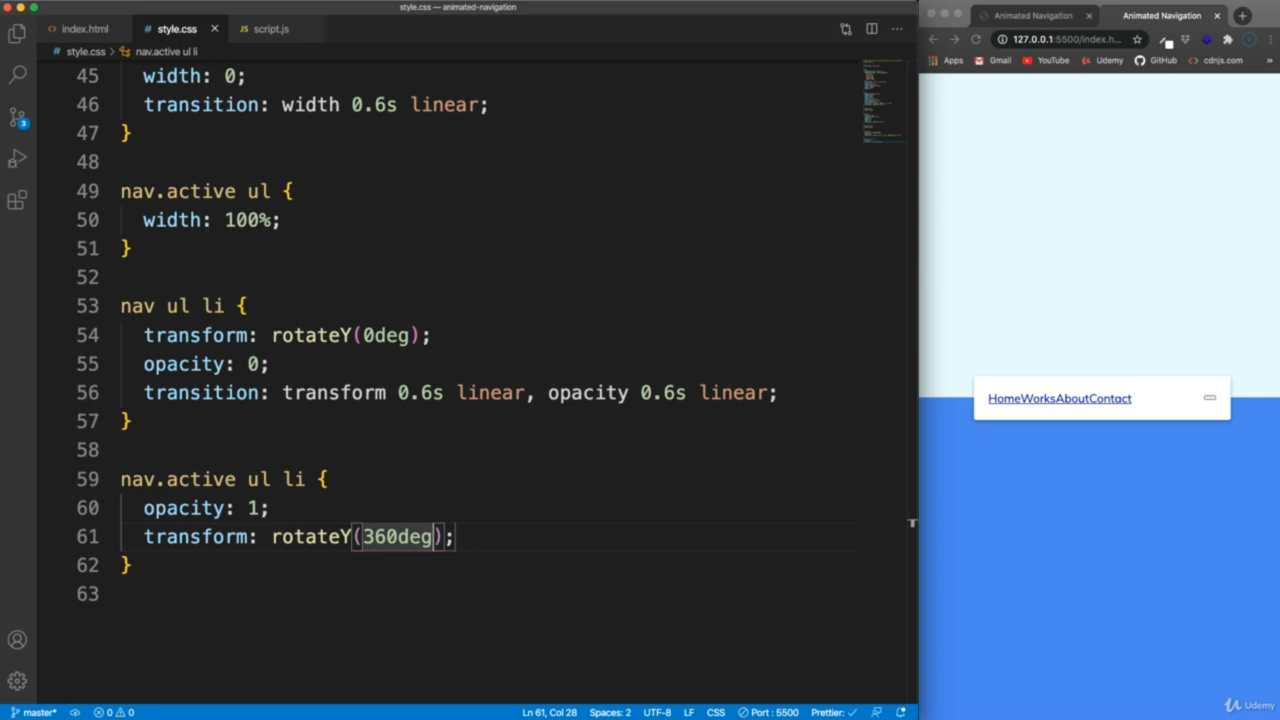 style.css — animated-navigation
index.html
style.css
script.js
style.css > nav.active ul li
45 width: 0;
46 transition: width 0.6s linear;
47 }
48
49 nav.active ul {
50 width: 100%;
51 }
52
53 nav ul li {
54 transform: rotateY(0deg);
55 opacity: 0;
56 transition: transform 0.6s linear, opacity 0.6s linear;
57 }
58
59 nav.active ul li {
60 opacity: 1;
61 transform: rotateY(360deg);
62 }
63
3
master* 0 0 Ln 61, Col 28 Spaces: 2 UTF-8 LF CSS Port : 5500 Prettier: ✓
Animated Navigation
Animated Navigation
127.0.0.1:5500/index.h...
Apps Gmail YouTube Udemy GitHub cdnjs.com »
HomeWorksAboutContact
Udemy